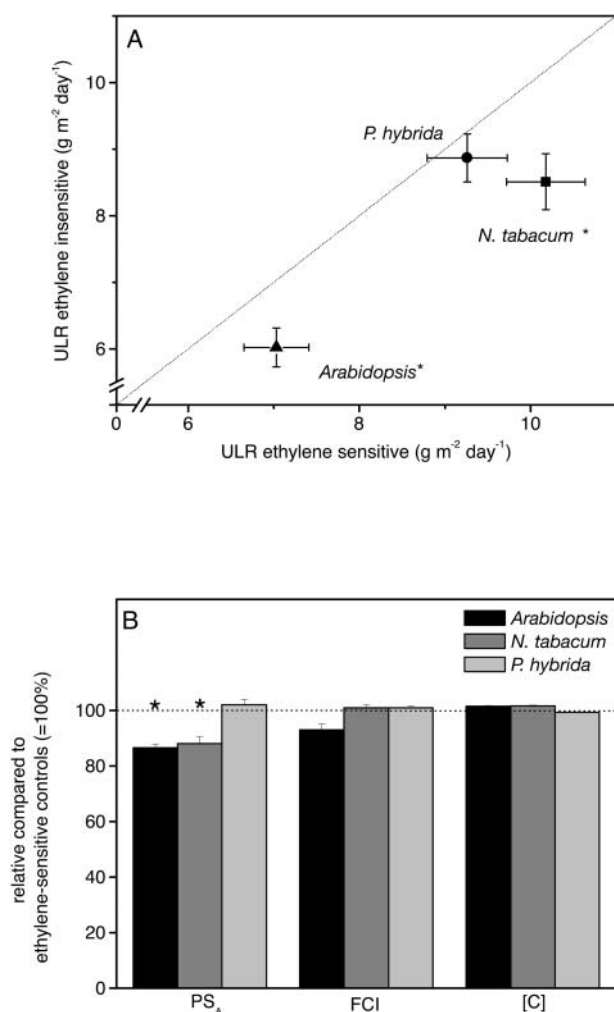 A
10
8
6
0
6
8
10
P. hybrida
N. tabacum *
Arabidopsis*
ULR ethylene insensitive (g m⁻² day⁻¹)
ULR ethylene sensitive (g m⁻² day⁻¹)
B
Arabidopsis
N. tabacum
P. hybrida
* *
100
80
60
40
20
0
relative compared to
ethylene-sensitive controls (=100%)
PS_A FCI [C]